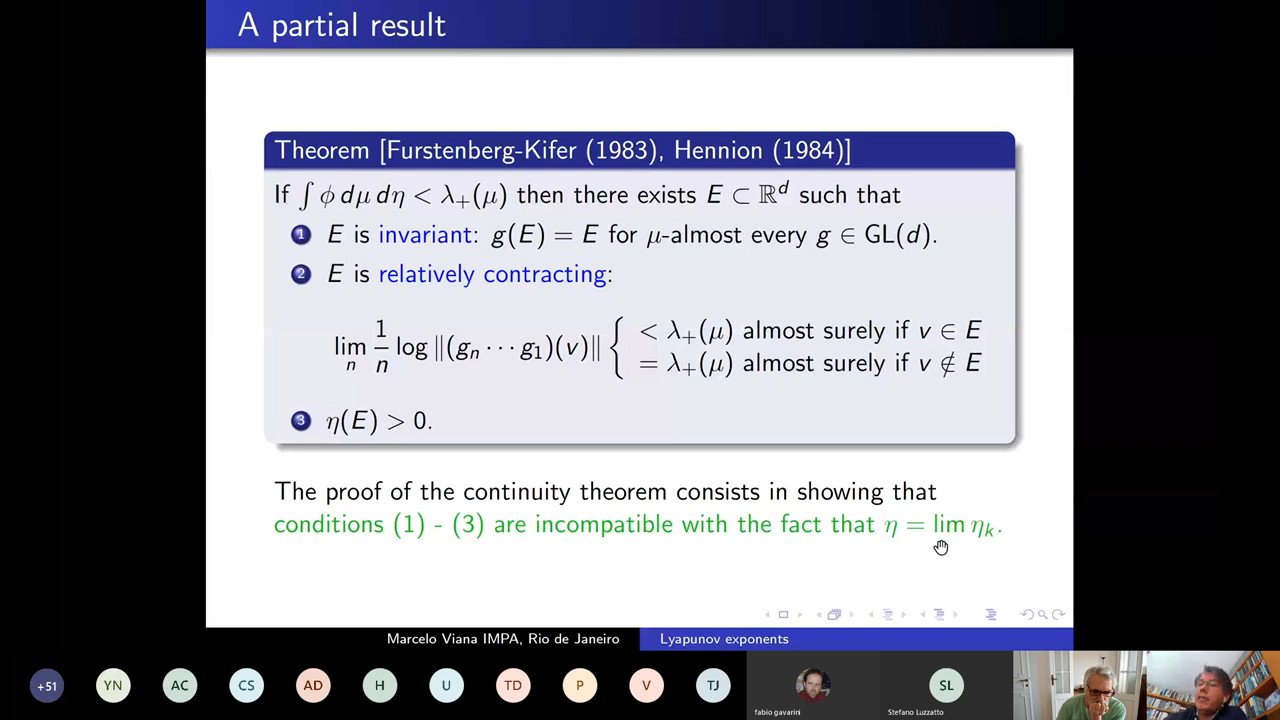 A partial result
Theorem [Furstenberg-Kifer (1983), Hennion (1984)]
If ∫ ϕ dμ dη < λ₊(μ) then there exists E ⊂ ℝᵈ such that
1 E is invariant: g(E) = E for μ-almost every g ∈ GL(d).
2 E is relatively contracting:
lim_n 1/n log ‖(gₙ ··· g₁)(v)‖ { < λ₊(μ) almost surely if v ∈ E
= λ₊(μ) almost surely if v ∉ E
3 η(E) > 0.
The proof of the continuity theorem consists in showing that
conditions (1) - (3) are incompatible with the fact that η = lim ηₖ.
Marcelo Viana IMPA, Rio de Janeiro Lyapunov exponents
+51 YN AC CS AD H U TD P V TJ SL
fabio gavarini Stefano Luzzatto